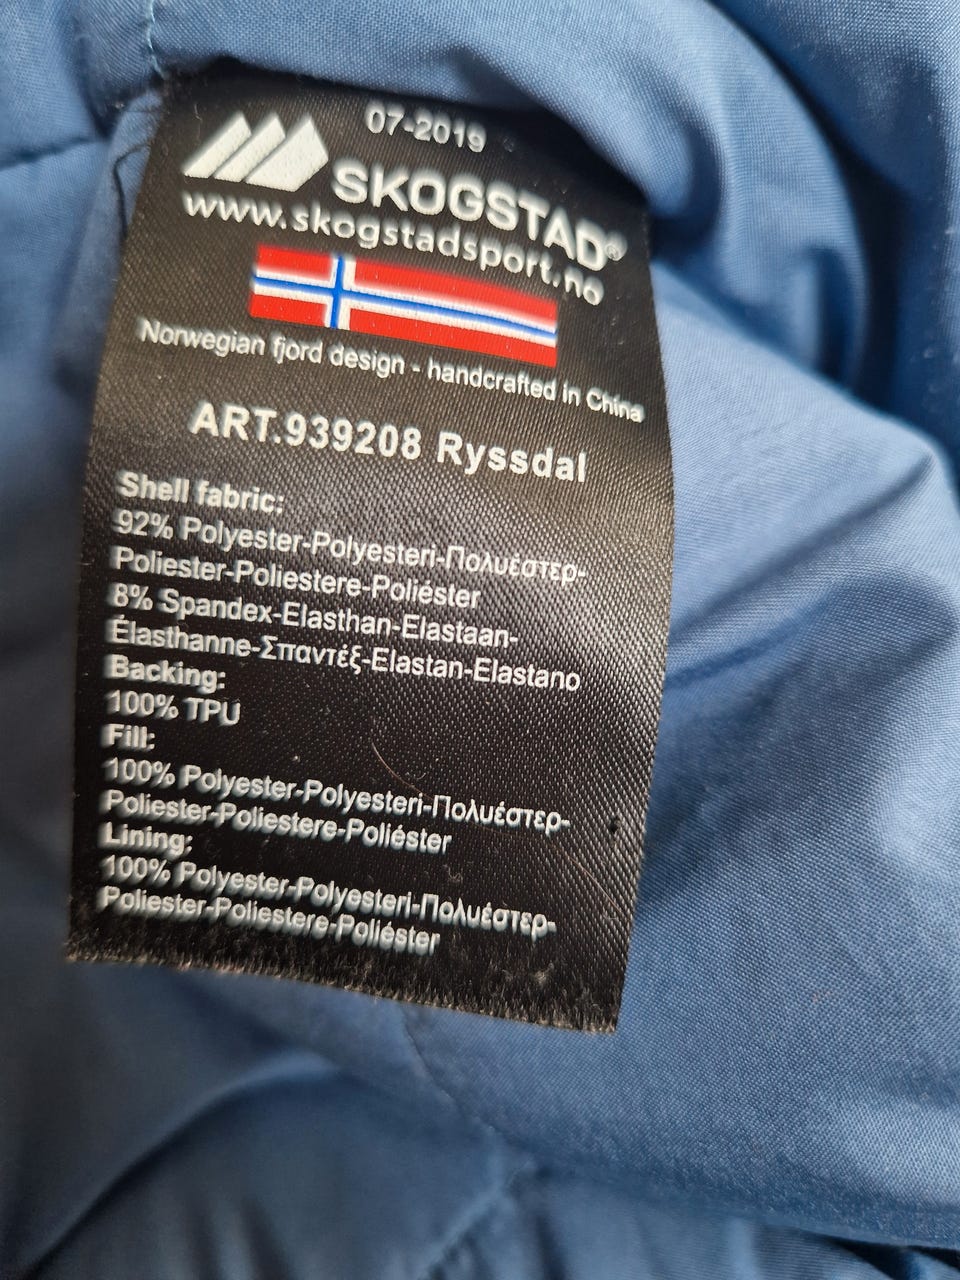 07-2019
SKOGSTAD®
www.skogstadsport.no
Norwegian fjord design - handcrafted in China
ART.939208 Ryssdal
Shell fabric:
92% Polyester-Polyesteri-Πολυέστερ-
Poliester-Poliestere-Poliéster
8% Spandex-Elasthan-Elastaan-
Élasthanne-Σπαντέξ-Elastan-Elastano
Backing:
100% TPU
Fill:
100% Polyester-Polyesteri-Πολυέστερ-
Poliester-Poliestere-Poliéster
Lining:
100% Polyester-Polyesteri-Πολυέστερ-
Poliester-Poliestere-Poliéster